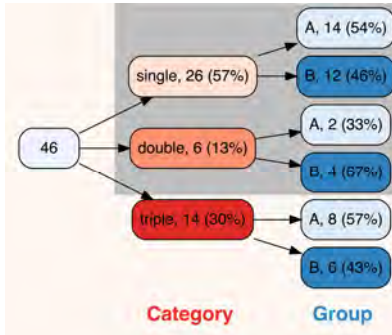 A, 14 (54%)
single, 26 (57%)
B, 12 (46%)
A, 2 (33%)
46
double, 6 (13%)
B, 4 (67%)
triple, 14 (30%)
A, 8 (57%)
B, 6 (43%)
Category
Group